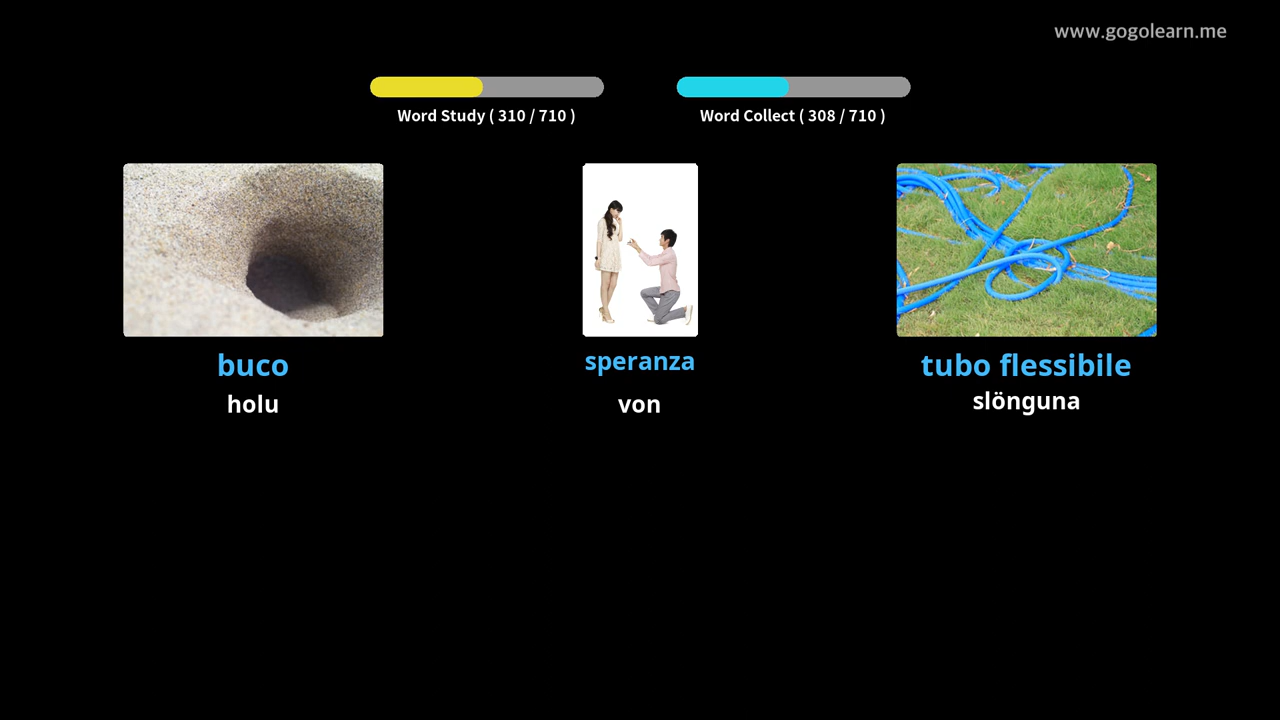 www.gogolearn.me
Word Study ( 310 / 710 )
Word Collect ( 308 / 710 )
buco
speranza
tubo flessibile
holu
von
slönguna